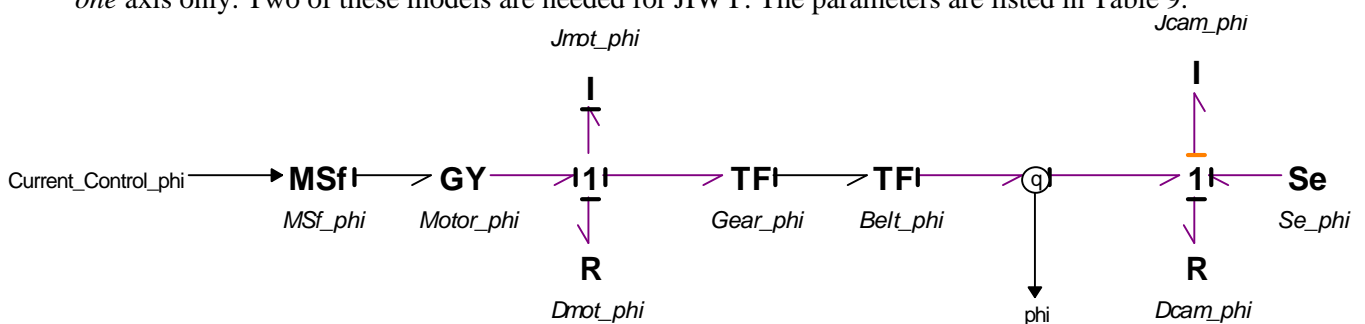 one axis only. Two of these models are needed for JIWY. The parameters are listed in Table 9.
Jmot_phi
Jcam_phi
I
I
Current_Control_phi MSf GY 1 TF TF q 1 Se
MSf_phi Motor_phi Gear_phi Belt_phi Se_phi
R
R
Dmot_phi
phi
Dcam_phi